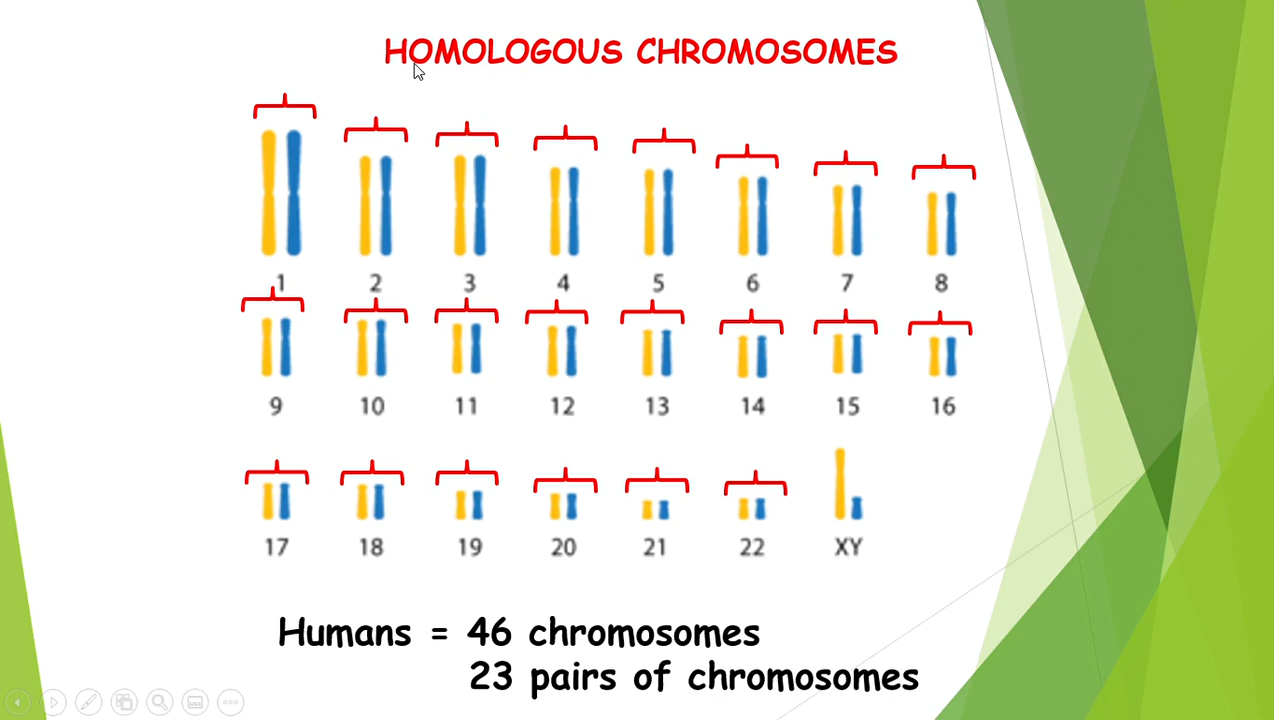 HOMOLOGOUS CHROMOSOMES
1 2 3 4 5 6 7 8
9 10 11 12 13 14 15 16
17 18 19 20 21 22 XY
Humans = 46 chromosomes
23 pairs of chromosomes